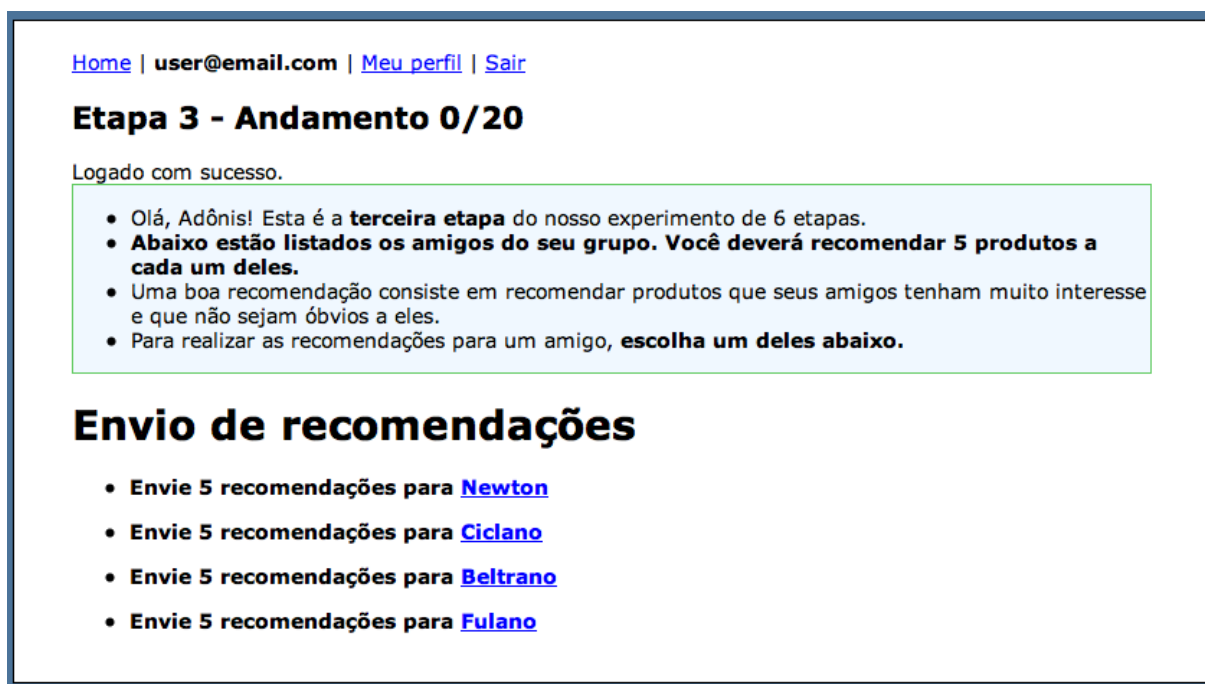 Home | user@email.com | Meu perfil | Sair
Etapa 3 - Andamento 0/20
Logado com sucesso.
• Olá, Adônis! Esta é a terceira etapa do nosso experimento de 6 etapas.
• Abaixo estão listados os amigos do seu grupo. Você deverá recomendar 5 produtos a
cada um deles.
• Uma boa recomendação consiste em recomendar produtos que seus amigos tenham muito interesse
e que não sejam óbvios a eles.
• Para realizar as recomendações para um amigo, escolha um deles abaixo.
Envio de recomendações
• Envie 5 recomendações para Newton
• Envie 5 recomendações para Ciclano
• Envie 5 recomendações para Beltrano
• Envie 5 recomendações para Fulano